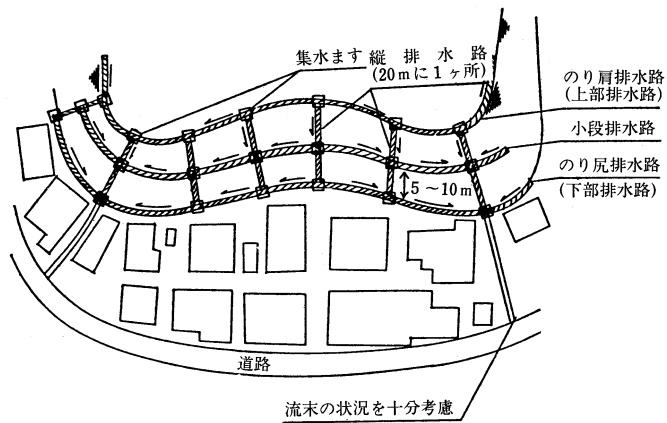 集水ます
縦排水路
(20mに1ヶ所)
のり肩排水路
(上部排水路)
小段排水路
のり尻排水路
(下部排水路)
5～10m
道路
流末の状況を十分考慮